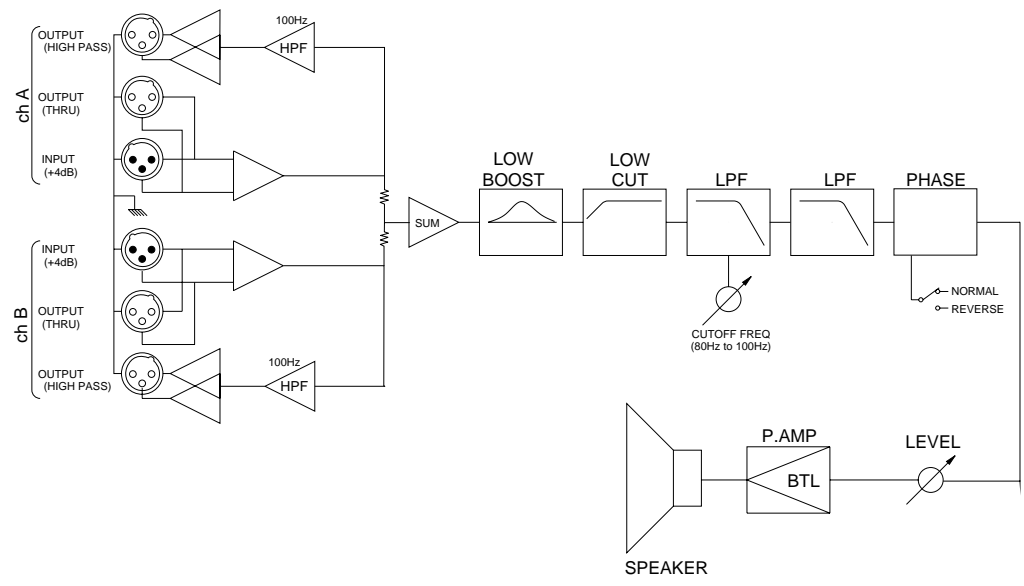 ch A
OUTPUT
(HIGH PASS)
100Hz
HPF
OUTPUT
(THRU)
INPUT
(+4dB)
ch B
INPUT
(+4dB)
OUTPUT
(THRU)
OUTPUT
(HIGH PASS)
100Hz
HPF
SUM
LOW
BOOST
LOW
CUT
LPF
LPF
PHASE
CUTOFF FREQ
(80Hz to 100Hz)
NORMAL
REVERSE
SPEAKER
P.AMP
BTL
LEVEL